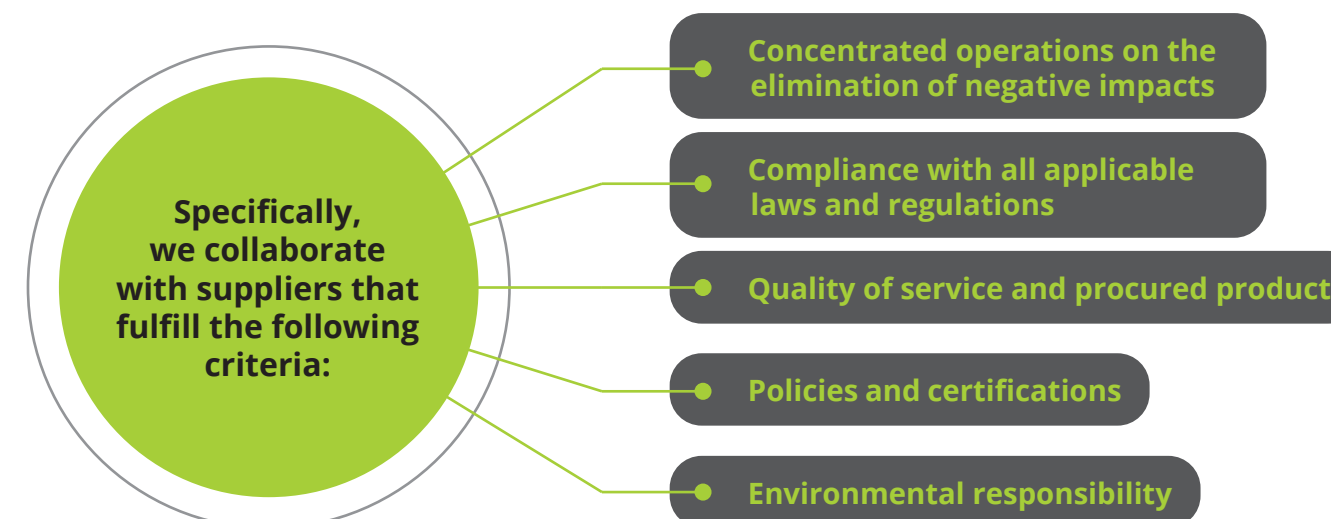 Specifically,
we collaborate
with suppliers that
fulfill the following
criteria:
Concentrated operations on the
elimination of negative impacts
Compliance with all applicable
laws and regulations
Quality of service and procured product
Policies and certifications
Environmental responsibility